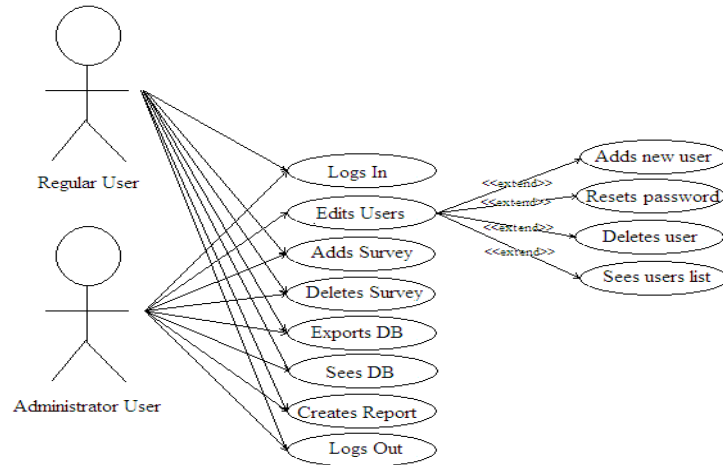 Regular User
Administrator User
Logs In
Edits Users
Adds Survey
Deletes Survey
Exports DB
Sees DB
Creates Report
Logs Out
<<extend>>
<<extend>>
<<extend>>
<<extend>>
Adds new user
Resets password
Deletes user
Sees users list